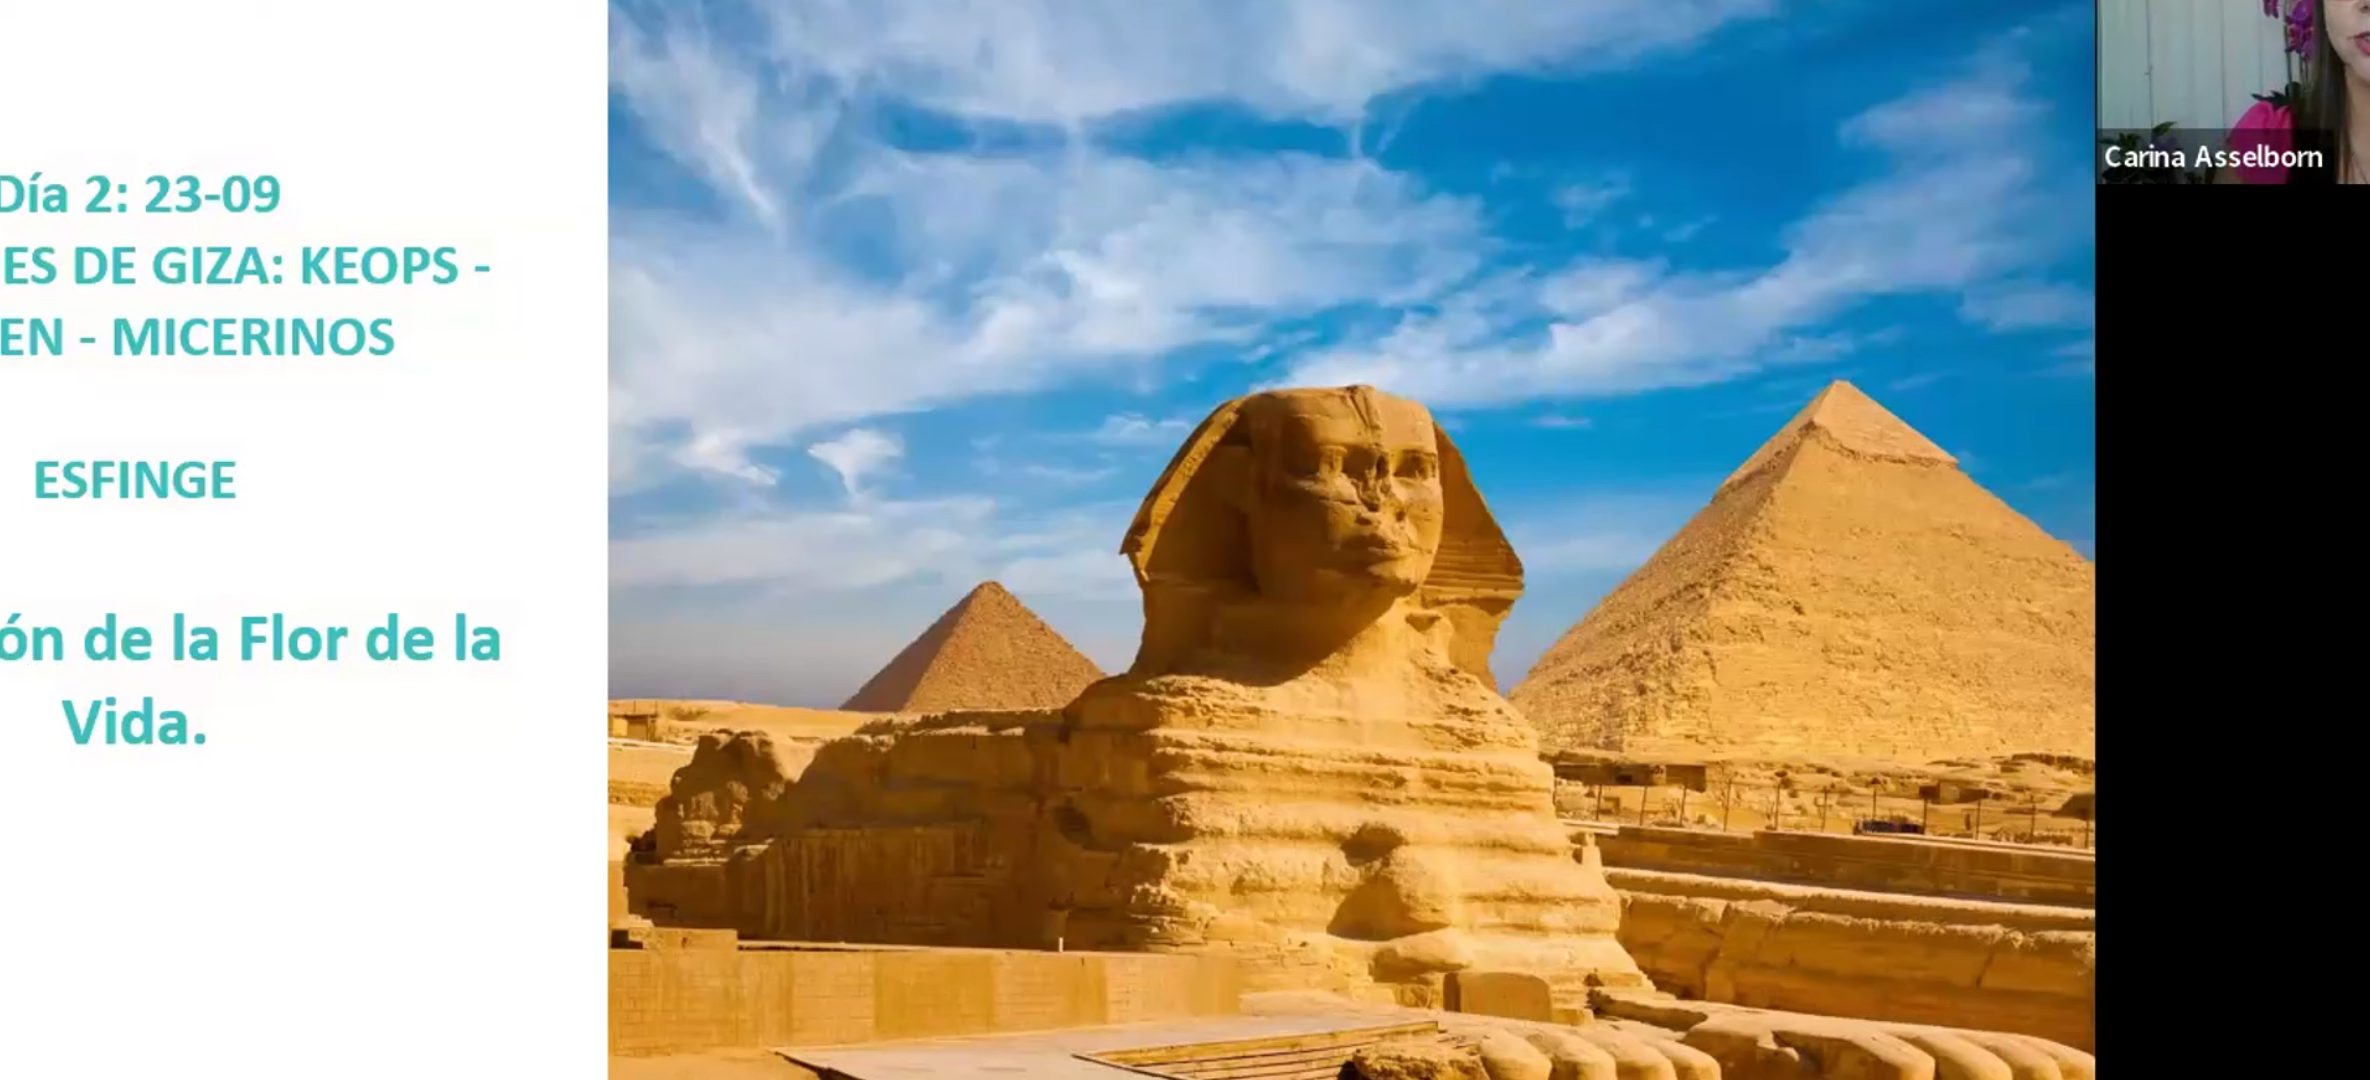 Día 2: 23-09
ES DE GIZA: KEOPS -
EN - MICERINOS
ESFINGE
ón de la Flor de la
Vida.
Carina Asselborn